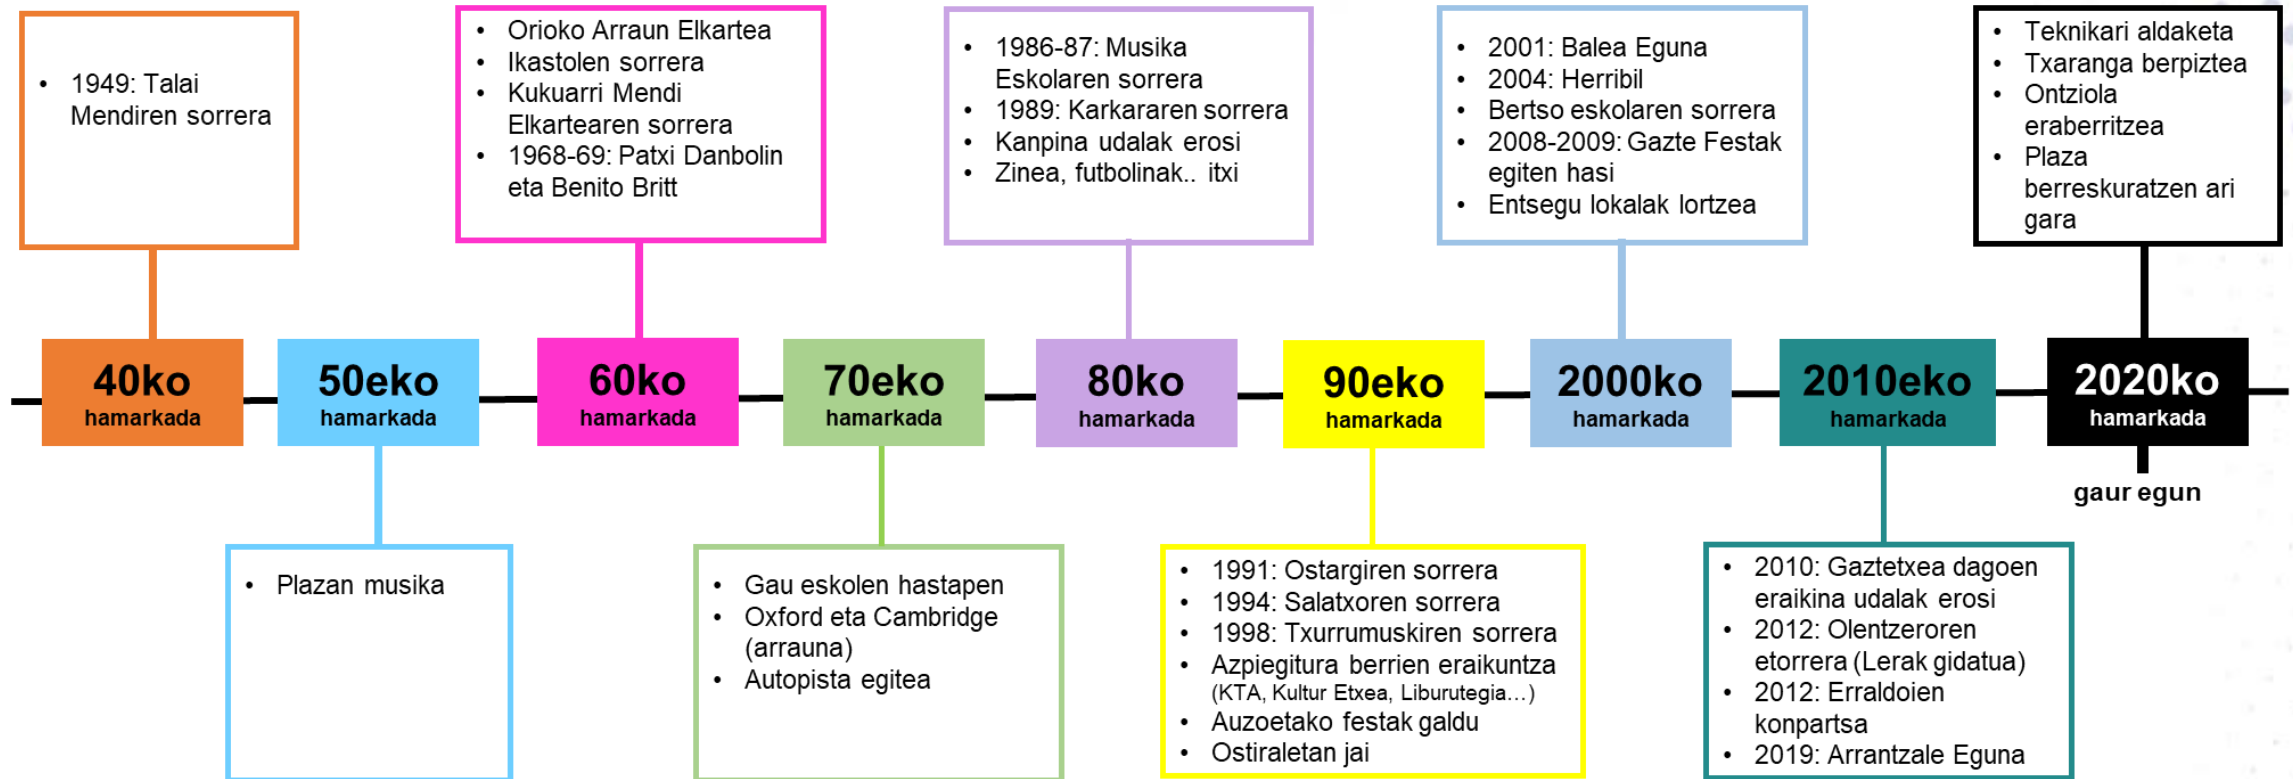 • 1949: Talai
Mendiren sorrera
• Orioko Arraun Elkartea
• Ikastolen sorrera
• Kukuarri Mendi
Elkartearen sorrera
• 1968-69: Patxi Danbolin
eta Benito Britt
• 1986-87: Musika
Eskolaren sorrera
• 1989: Karkararen sorrera
• Kanpina udalak erosi
• Zinea, futbolinak.. itxi
• 2001: Balea Eguna
• 2004: Herribil
• Bertso eskolaren sorrera
• 2008-2009: Gazte Festak
egiten hasi
• Entsegu lokalak lortzea
• Teknikari aldaketa
• Txaranga berpiztea
• Ontziola
eraberritzea
• Plaza
berreskuratzen ari
gara
40ko
hamarkada
50eko
hamarkada
60ko
hamarkada
70eko
hamarkada
80ko
hamarkada
90eko
hamarkada
2000ko
hamarkada
2010eko
hamarkada
2020ko
hamarkada
gaur egun
• Plazan musika
• Gau eskolen hastapen
• Oxford eta Cambridge
(arrauna)
• Autopista egitea
• 1991: Ostargiren sorrera
• 1994: Salatxoren sorrera
• 1998: Txurrumuskiren sorrera
• Azpiegitura berrien eraikuntza
(KTA, Kultur Etxea, Liburutegia…)
• Auzoetako festak galdu
• Ostiraletan jai
• 2010: Gaztetxea dagoen
eraikina udalak erosi
• 2012: Olentzeroren
etorrera (Lerak gidatua)
• 2012: Erraldoien
konpartsa
• 2019: Arrantzale Eguna